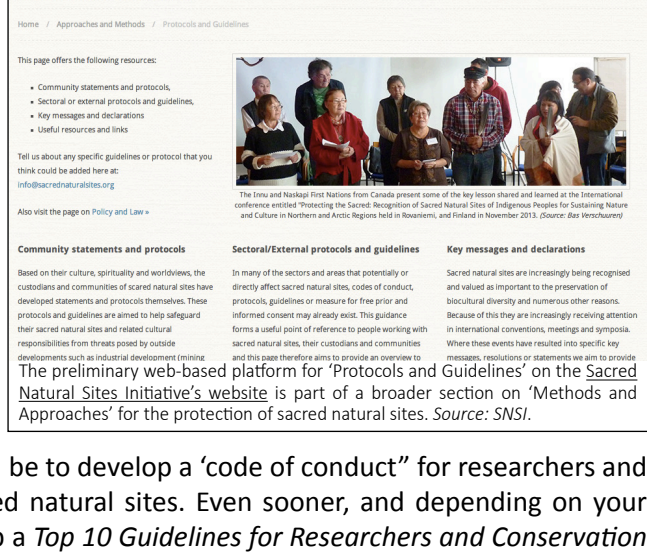 Home / Approaches and Methods / Protocols and Guidelines
This page offers the following resources:
Community statements and protocols,
Sectoral or external protocols and guidelines,
Key messages and declarations
Useful resources and links
Tell us about any specific guidelines or protocol that you
think could be added here at:
info@sacrednaturalsites.org
Also visit the page on Policy and Law »
The Innu and Naskapi First Nations from Canada present some of the key lesson shared and learned at the International
conference entitled "Protecting the Sacred: Recognition of Sacred Natural Sites of Indigenous Peoples for Sustaining Nature
and Culture in Northern and Arctic Regions held in Rovaniemi, and Finland in November 2013. (Source: Bas Verschuuren)
Community statements and protocols
Based on their culture, spirituality and worldviews, the
custodians and communities of scared natural sites have
developed statements and protocols themselves. These
protocols and guidelines are aimed to help safeguard
their sacred natural sites and related cultural
responsibilities from threats posed by outside
developments such as industrial development (mining
Sectoral/External protocols and guidelines
In many of the sectors and areas that potentially or
directly affect sacred natural sites, codes of conduct,
protocols, guidelines or measure for free prior and
informed consent may already exist. This guidance
forms a useful point of reference to people working with
sacred natural sites, their custodians and communities
and this page therefore aims to provide an overview to
Key messages and declarations
Sacred natural sites are increasingly being recognised
and valued as important to the preservation of
biocultural diversity and numerous other reasons.
Because of this they are increasingly receiving attention
in international conventions, meetings and symposia.
Where these events have resulted into specific key
messages, resolutions or statements we aim to provide
The preliminary web-based platform for ‘Protocols and Guidelines’ on the Sacred
Natural Sites Initiative’s website is part of a broader section on ‘Methods and
Approaches’ for the protection of sacred natural sites. Source: SNSI.
be to develop a ‘code of conduct” for researchers and
ed natural sites. Even sooner, and depending on your
o a Top 10 Guidelines for Researchers and Conservation